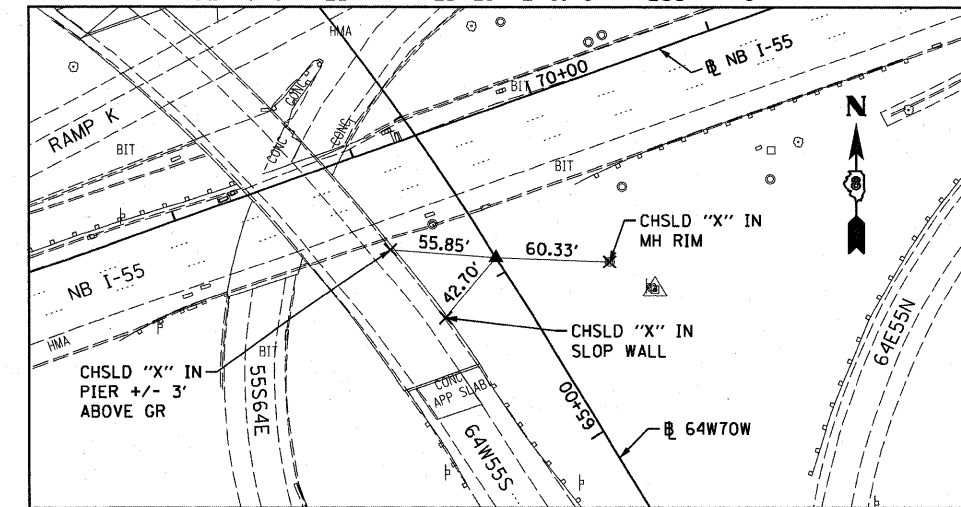 HMA
℄ NB I-55
70+00
BIT
CONC
RAMP K
BIT
CONC
CONC
N
8
BIT
CHSLD "X" IN
MH RIM
55.85'
60.33'
NB I-55
42.70'
HMA
BIT
CHSLD "X" IN
PIER +/- 3'
ABOVE GR
55S64E
CHSLD "X" IN
SLOP WALL
64E55N
CONC
APP SLAB
65+00
℄ 64W70W
64W55S